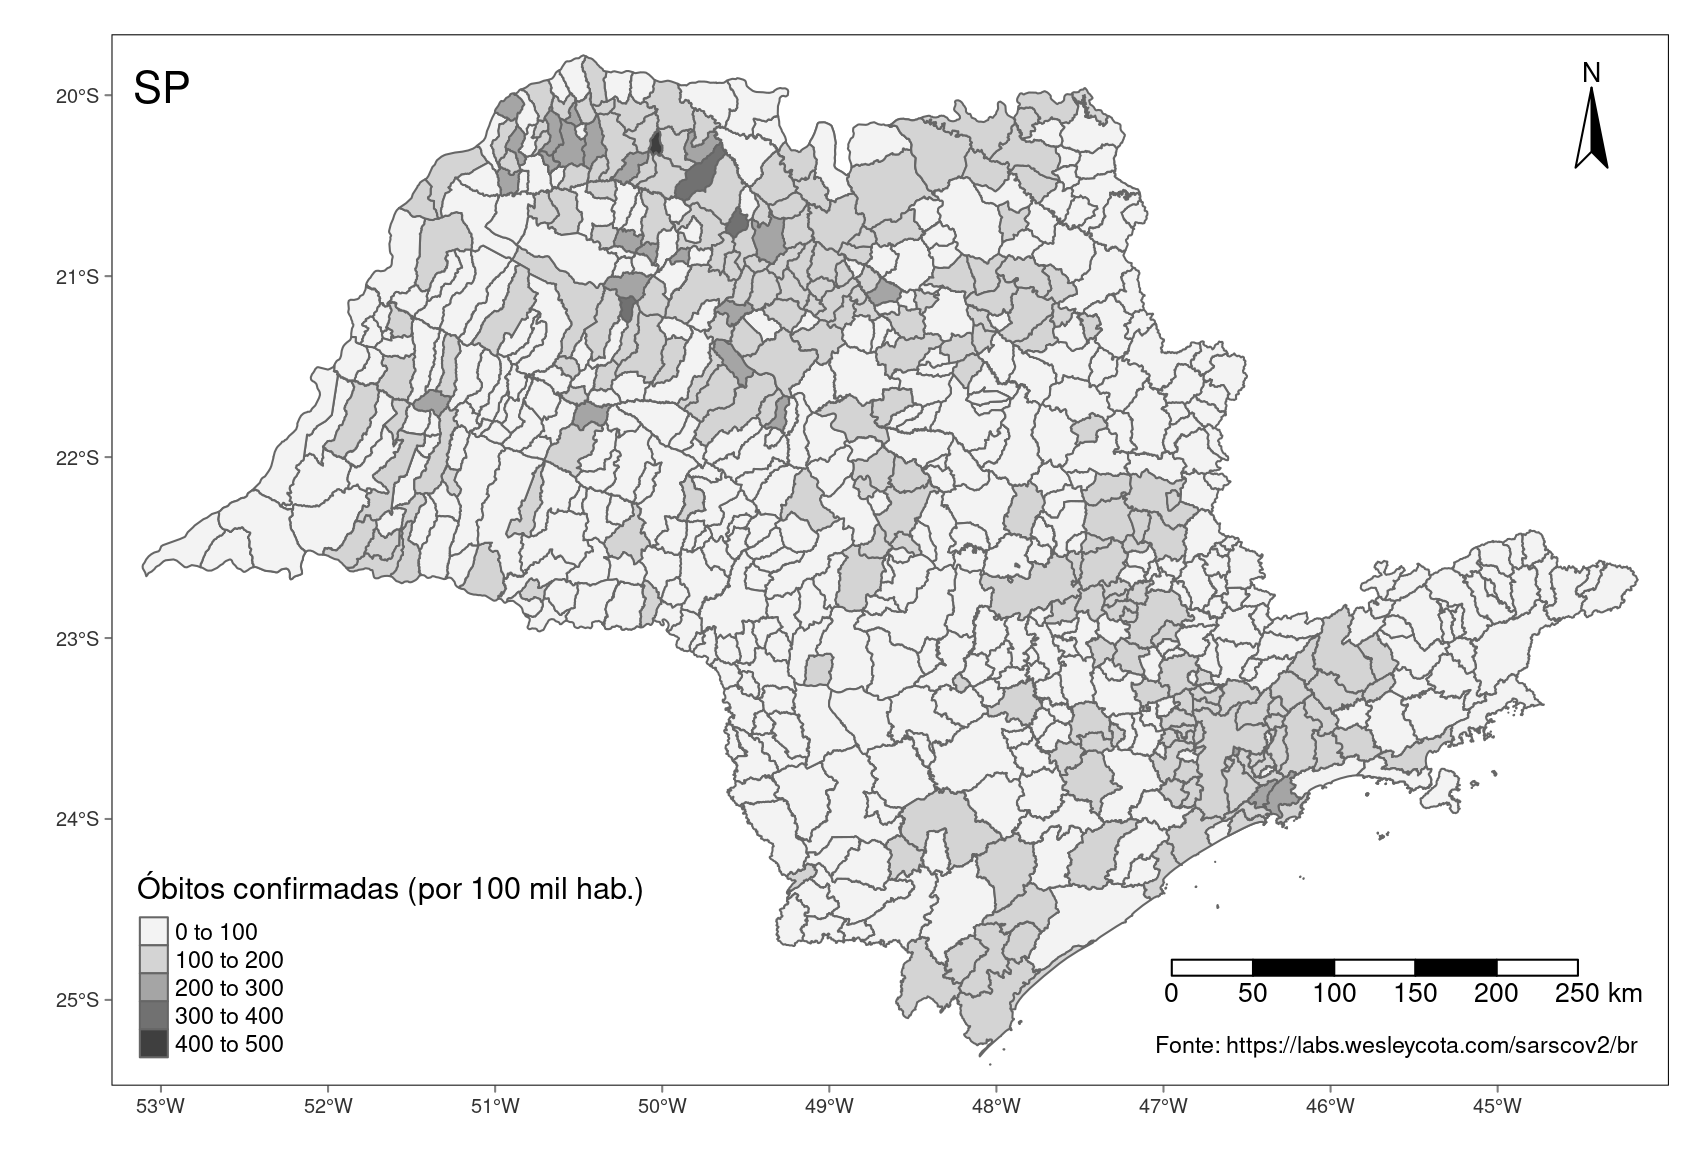 SP
N
20°S
21°S
22°S
23°S
24°S
25°S
Óbitos confirmadas (por 100 mil hab.)
0 to 100
100 to 200
200 to 300
300 to 400
400 to 500
0 50 100 150 200 250 km
Fonte: https://labs.wesleycota.com/sarscov2/br
53°W 52°W 51°W 50°W 49°W 48°W 47°W 46°W 45°W